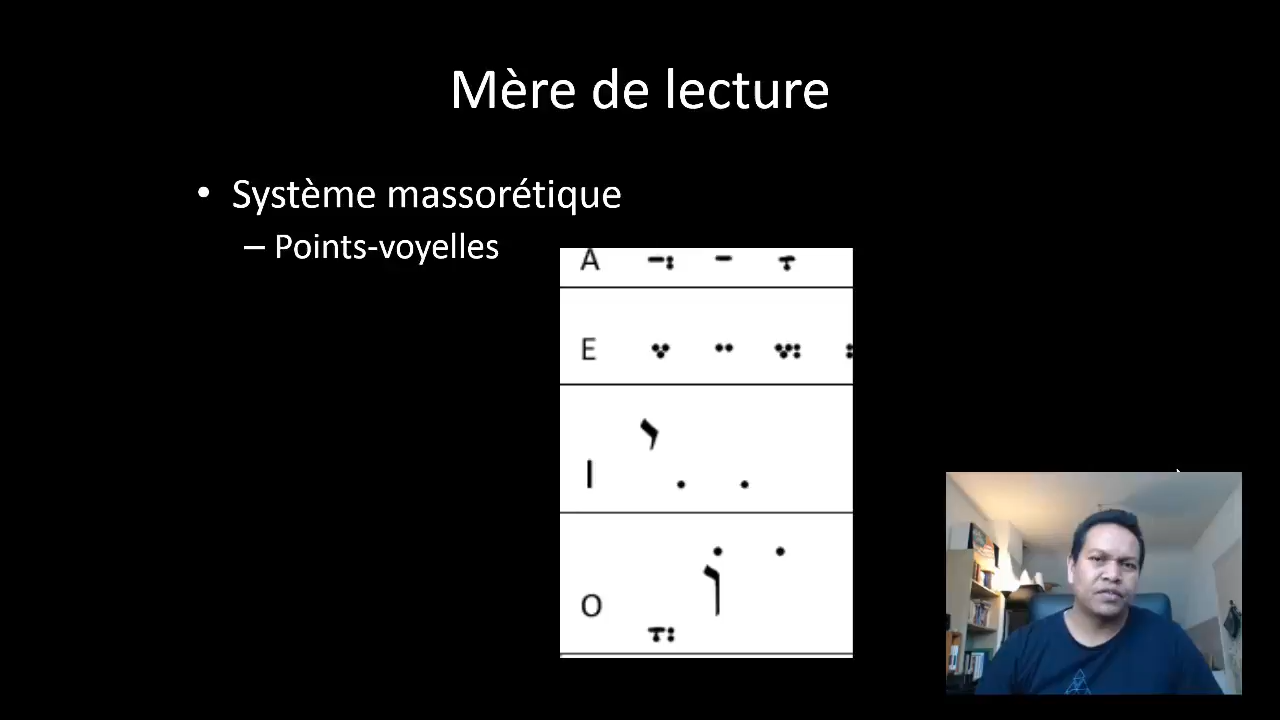 Mère de lecture
• Système massorétique
– Points-voyelles
A ֲ ַ ָ
E ֶ ֵ ֱ
I ִי ִ
O ֳ וֹ ֹ